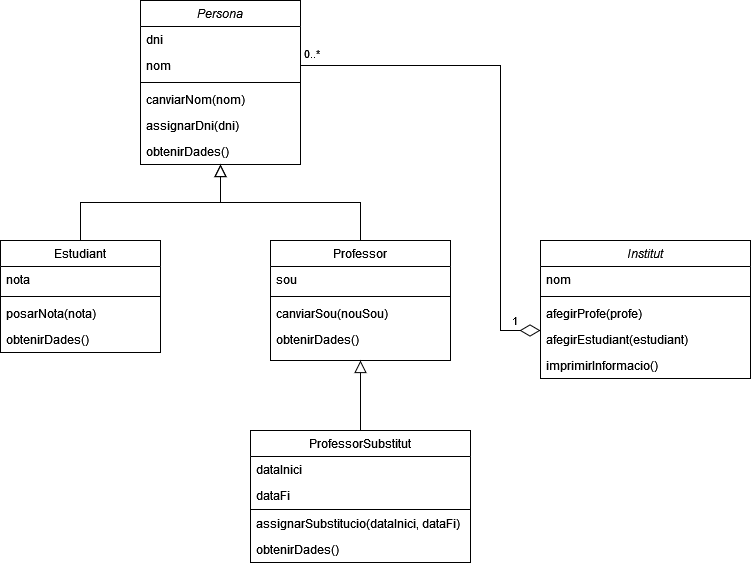 Persona
dni
nom
0..*
canviarNom(nom)
assignarDni(dni)
obtenirDades()
Estudiant
nota
posarNota(nota)
obtenirDades()
Professor
sou
canviarSou(nouSou)
obtenirDades()
Institut
nom
1
afegirProfe(profe)
afegirEstudiant(estudiant)
imprimirInformacio()
ProfessorSubstitut
dataInici
dataFi
assignarSubstitucio(dataInici, dataFi)
obtenirDades()